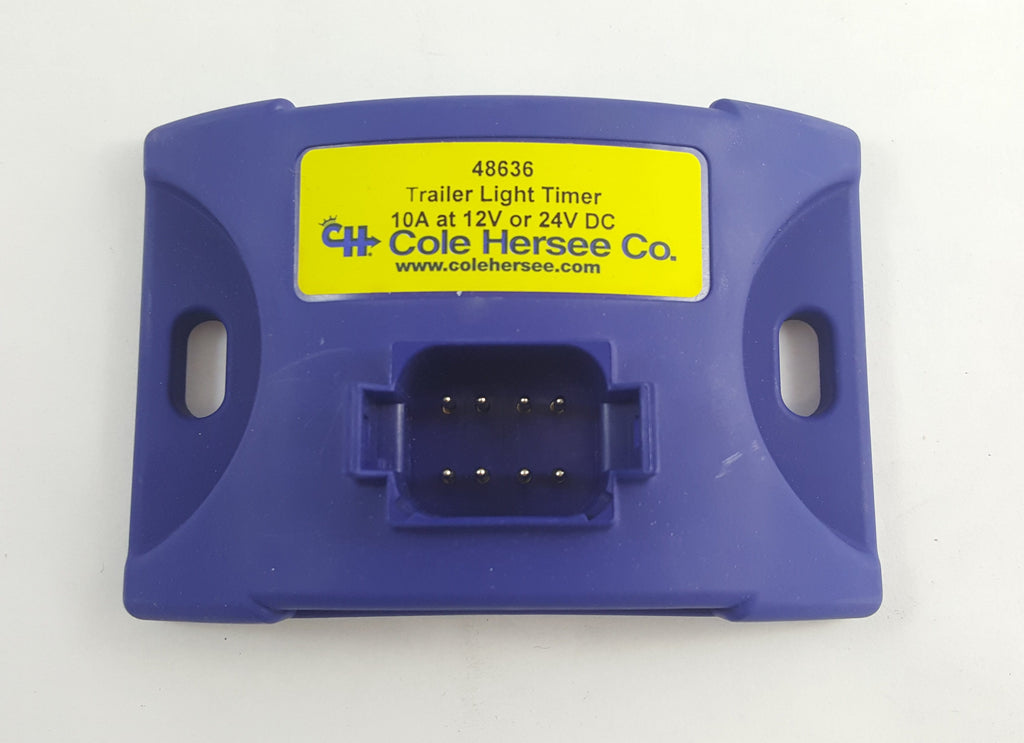 48636
Trailer Light Timer
10A at 12V or 24V DC
CH Cole Hersee Co.
www.colehersee.com